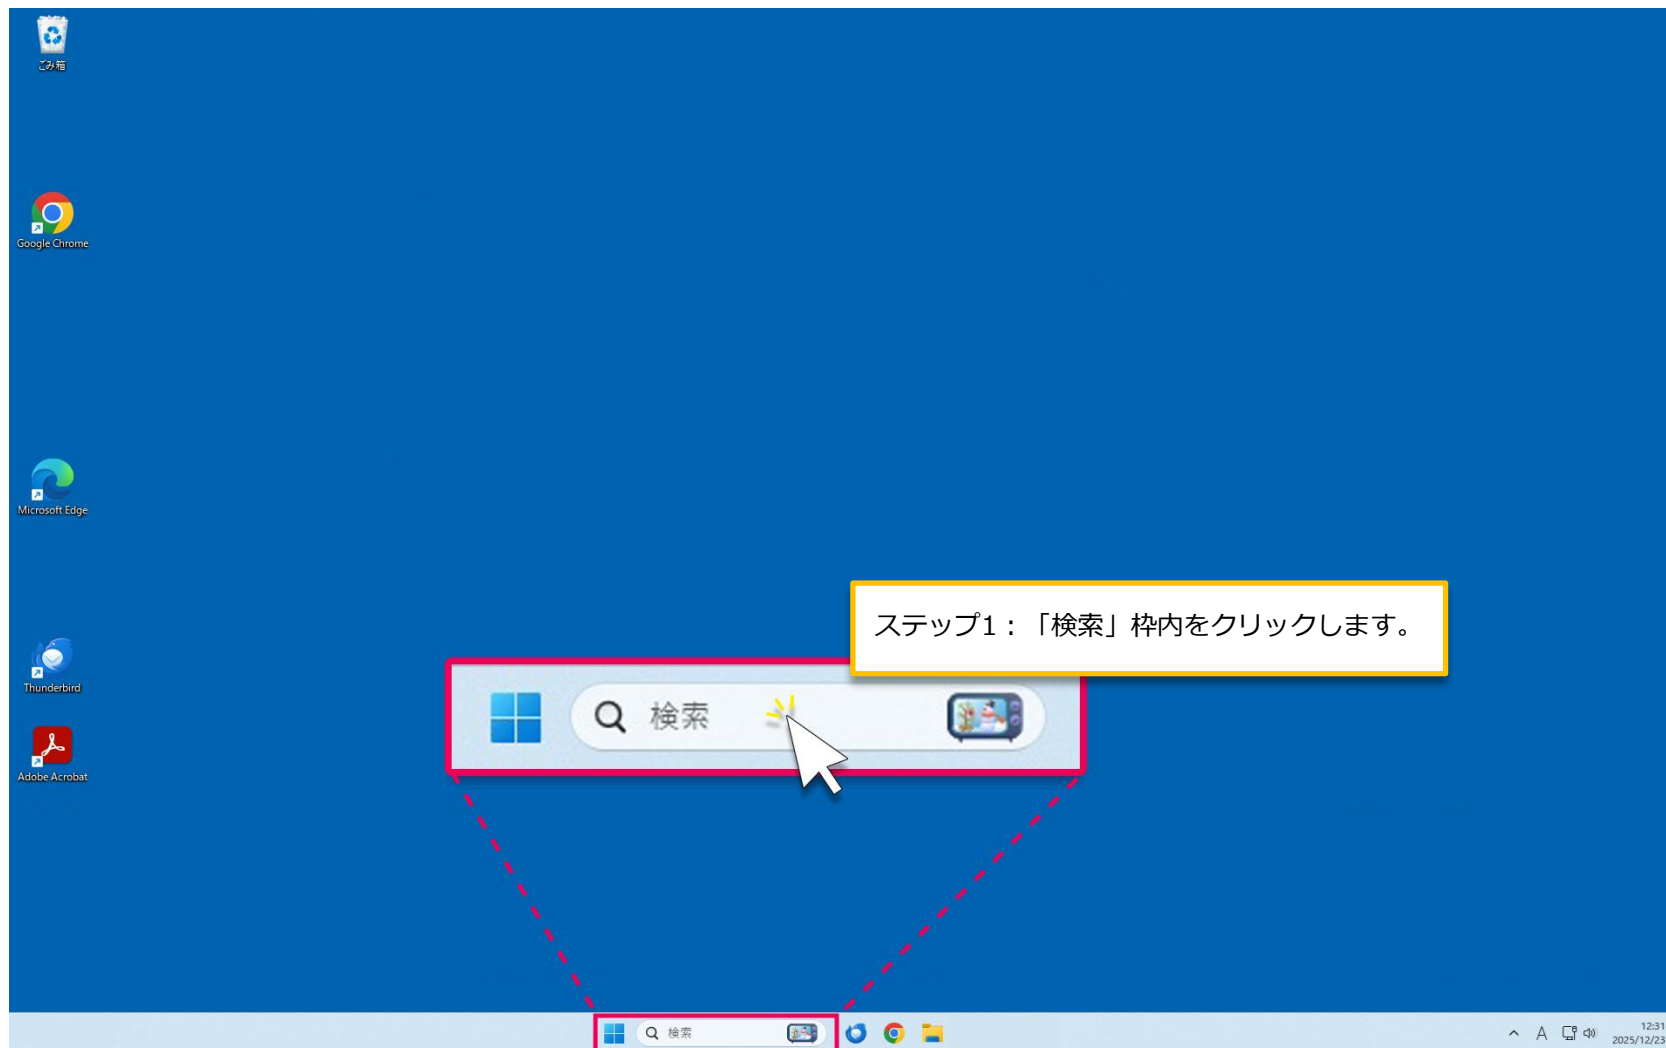 ごみ箱
Google Chrome
Microsoft Edge
Thunderbird
Adobe Acrobat
ステップ1：「検索」枠内をクリックします。
検索
検索
A
12:31
2025/12/23